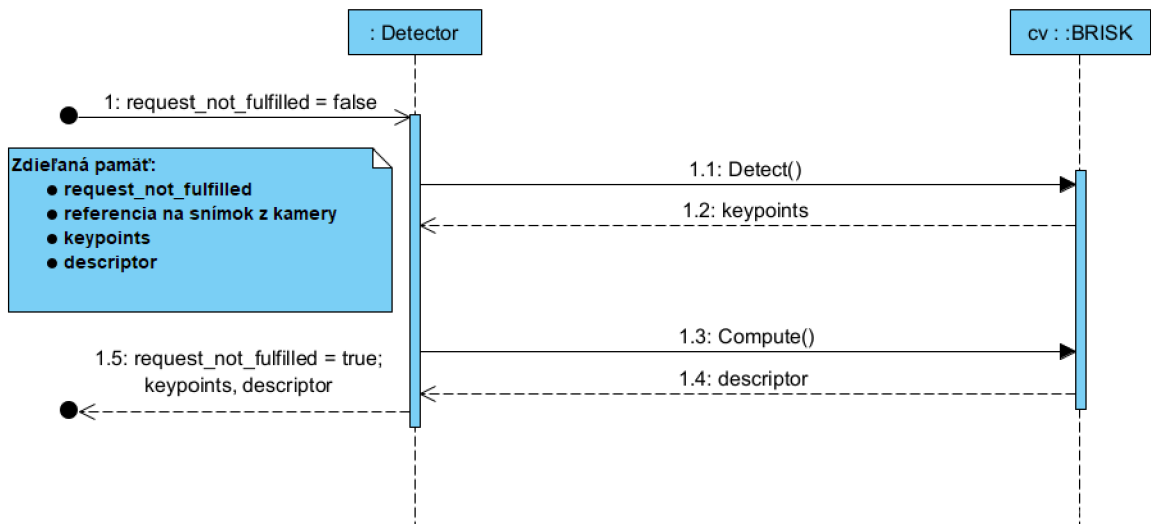 : Detector
cv : :BRISK
1: request_not_fulfilled = false
Zdieľaná pamäť:
● request_not_fulfilled
● referencia na snímok z kamery
● keypoints
● descriptor
1.1: Detect()
1.2: keypoints
1.3: Compute()
1.4: descriptor
1.5: request_not_fulfilled = true;
keypoints, descriptor